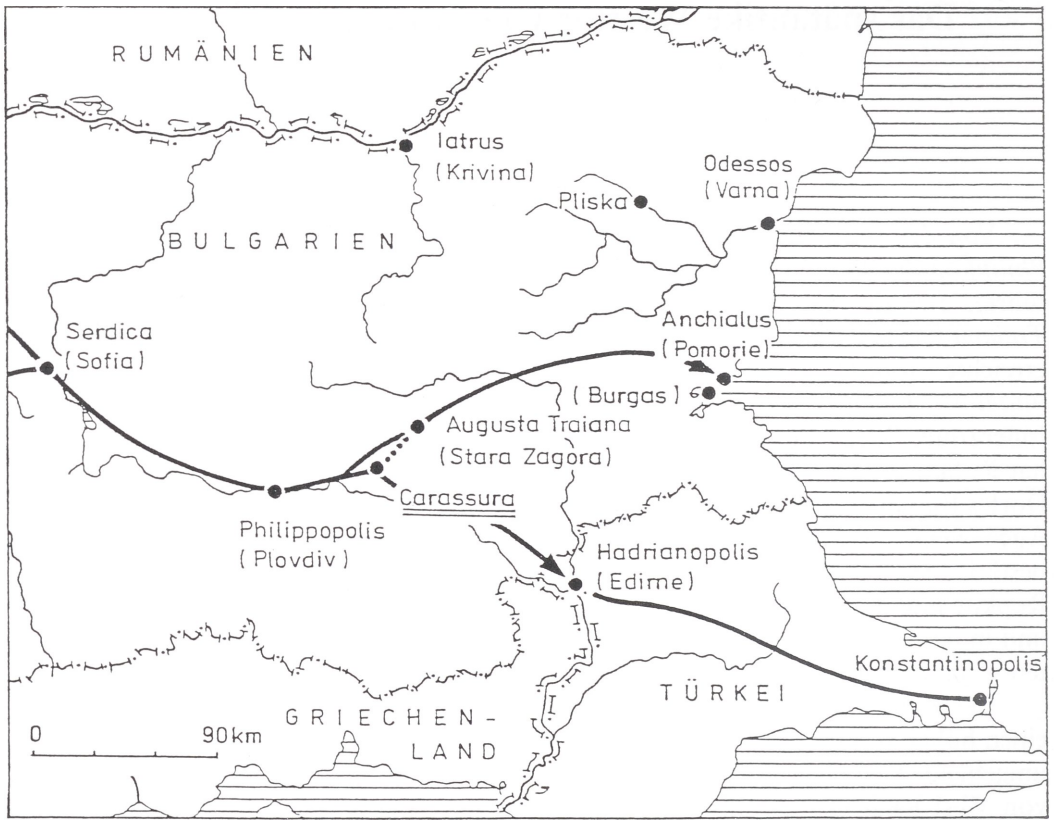 RUMÄNIEN
Iatrus
(Krivina)
Odessos
(Varna)
Pliska
BULGARIEN
Serdica
(Sofia)
Anchialus
(Pomorie)
(Burgas)
Augusta Traiana
(Stara Zagora)
Carassura
Philippopolis
(Plovdiv)
Hadrianopolis
(Edirne)
Konstantinopolis
TÜRKEI
GRIECHEN-
LAND
0 90km